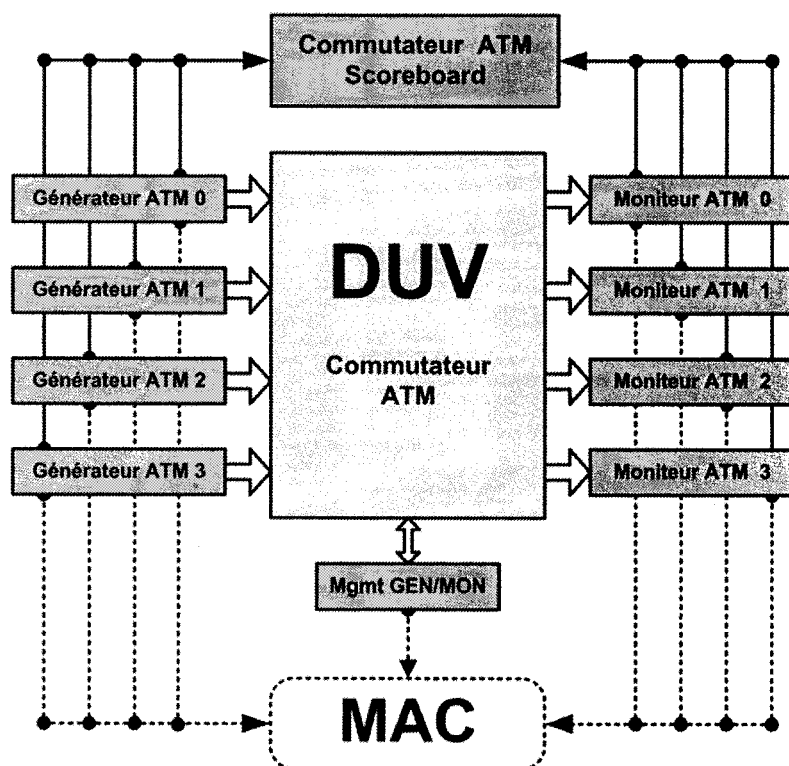 Commutateur ATM
Scoreboard
Générateur ATM 0
Moniteur ATM 0
DUV
Générateur ATM 1
Moniteur ATM 1
Commutateur
ATM
Générateur ATM 2
Moniteur ATM 2
Générateur ATM 3
Moniteur ATM 3
Mgmt GEN/MON
MAC